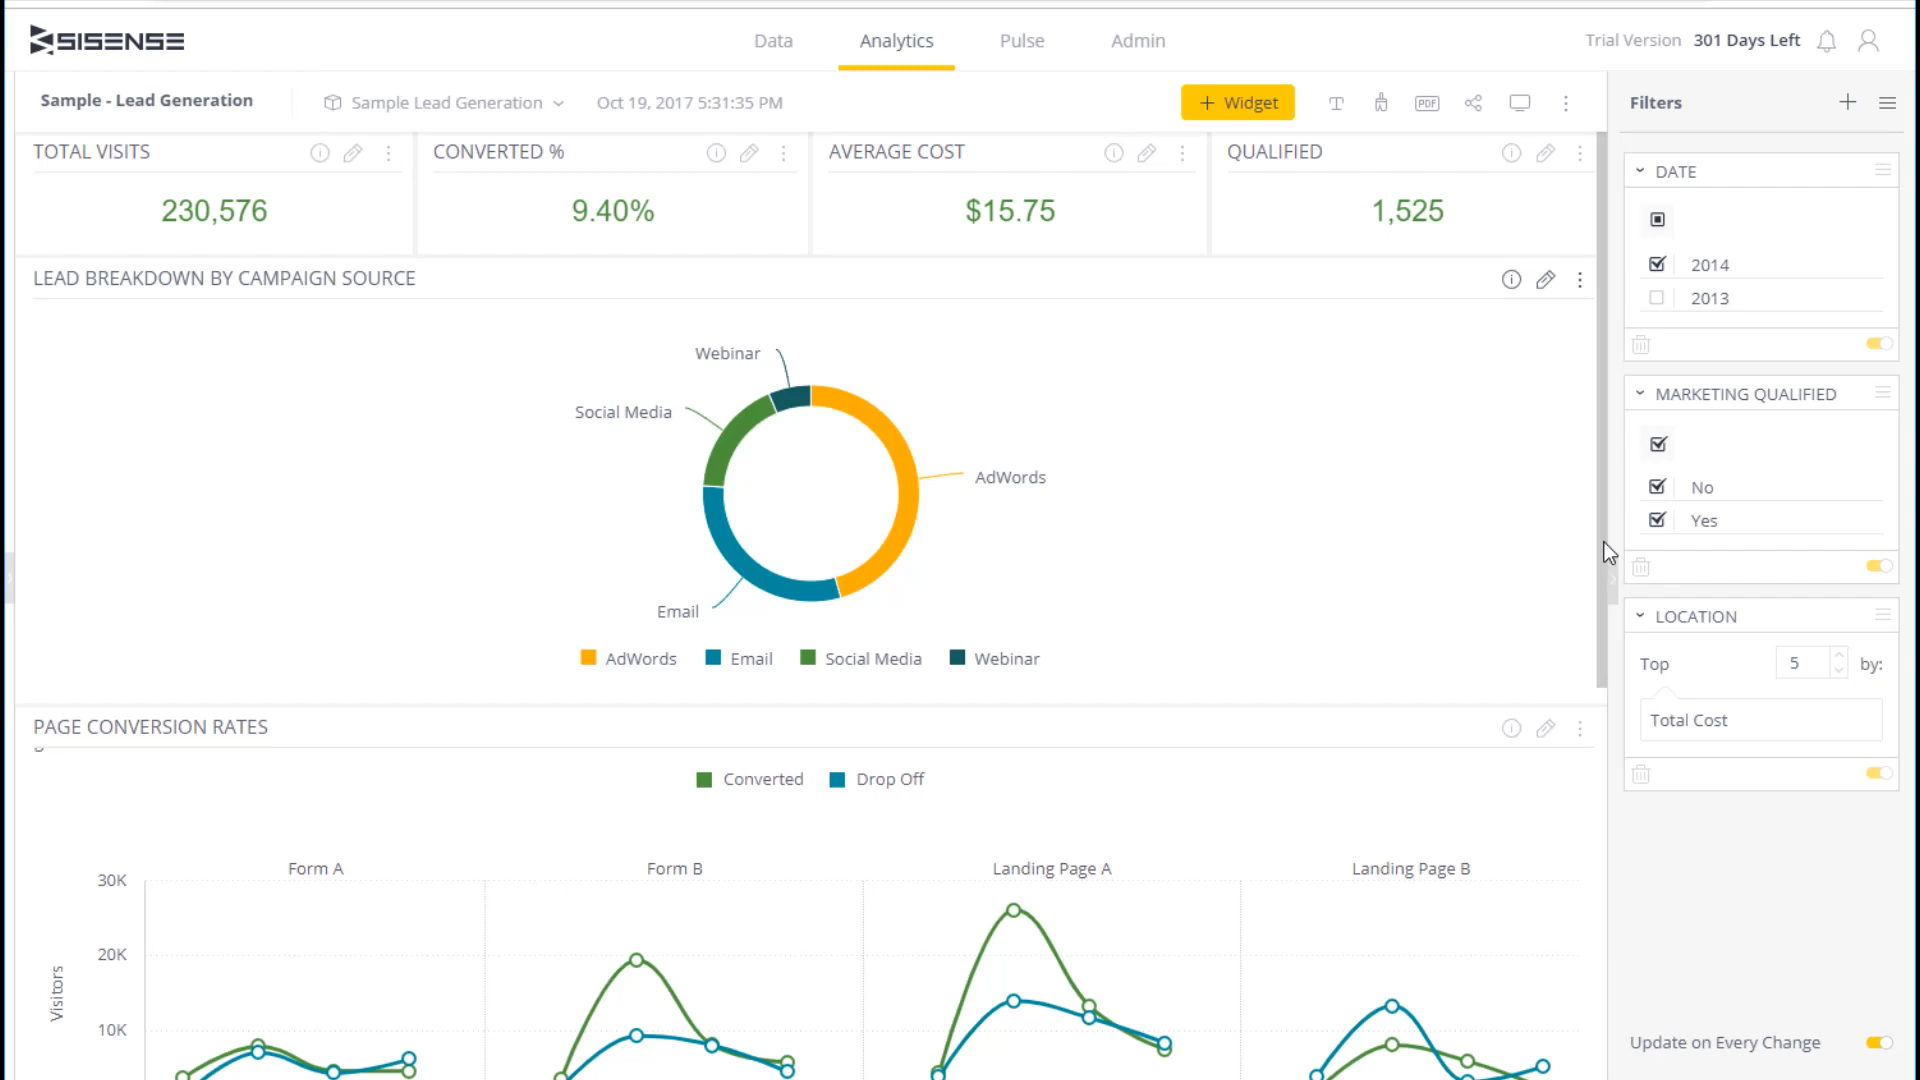 SISENSE
Data
Analytics
Pulse
Admin
Trial Version 301 Days Left
Sample - Lead Generation
Sample Lead Generation
Oct 19, 2017 5:31:35 PM
+ Widget
PDF
Filters
TOTAL VISITS
230,576
CONVERTED %
9.40%
AVERAGE COST
$15.75
QUALIFIED
1,525
LEAD BREAKDOWN BY CAMPAIGN SOURCE
Webinar
Social Media
AdWords
Email
AdWords
Email
Social Media
Webinar
PAGE CONVERSION RATES
Converted
Drop Off
Form A
Form B
Landing Page A
Landing Page B
30K
20K
10K
Visitors
DATE
2014
2013
MARKETING QUALIFIED
No
Yes
LOCATION
Top 5 by:
Total Cost
Update on Every Change